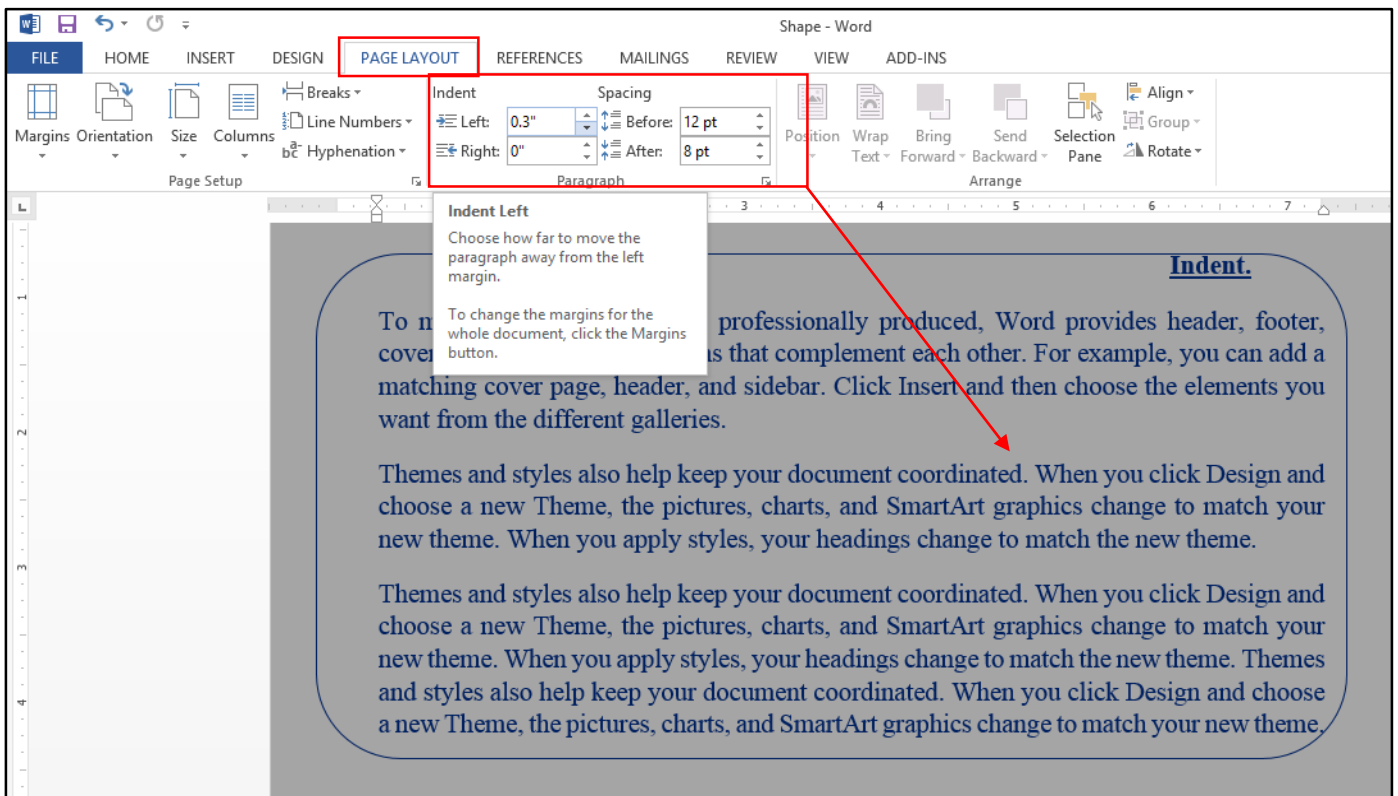 Shape - Word
FILE HOME INSERT DESIGN PAGE LAYOUT REFERENCES MAILINGS REVIEW VIEW ADD-INS
Margins
Orientation
Size
Columns
Breaks
Line Numbers
Hyphenation
Page Setup
Indent
Left: 0.3"
Right: 0"
Spacing
Before: 12 pt
After: 8 pt
Paragraph
Position
Wrap
Text
Bring
Forward
Send
Backward
Selection
Pane
Align
Group
Rotate
Arrange
L
3 4 5 6 7
1
2
3
4
Indent Left
Choose how far to move the
paragraph away from the left
margin.
To change the margins for the
whole document, click the Margins
button.
Indent.
To professionally produced, Word provides header, footer,
cover that complement each other. For example, you can add a
matching cover page, header, and sidebar. Click Insert and then choose the elements you
want from the different galleries.
Themes and styles also help keep your document coordinated. When you click Design and
choose a new Theme, the pictures, charts, and SmartArt graphics change to match your
new theme. When you apply styles, your headings change to match the new theme.
Themes and styles also help keep your document coordinated. When you click Design and
choose a new Theme, the pictures, charts, and SmartArt graphics change to match your
new theme. When you apply styles, your headings change to match the new theme. Themes
and styles also help keep your document coordinated. When you click Design and choose
a new Theme, the pictures, charts, and SmartArt graphics change to match your new theme.